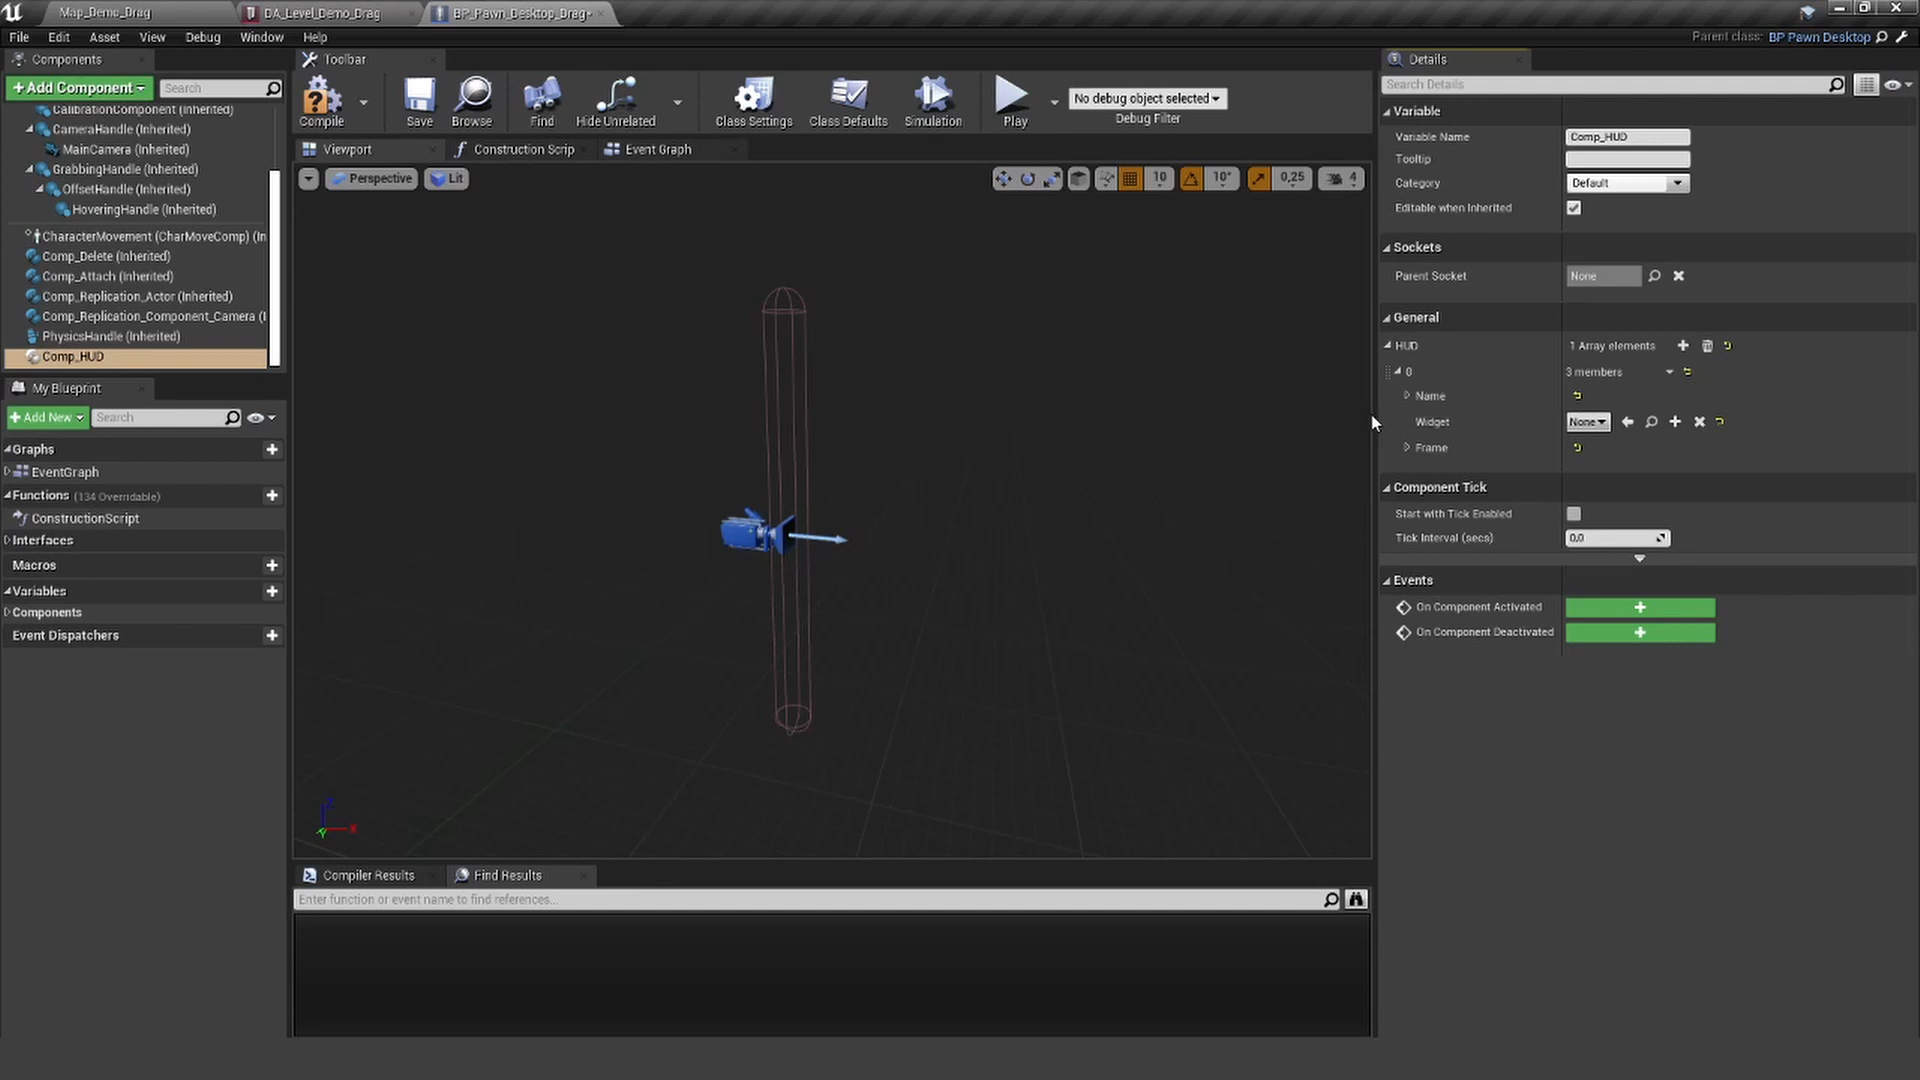 Map_Demo_Drag
DA_Level_Demo_Drag
BP_Pawn_Desktop_Drag*
File Edit Asset View Debug Window Help
Parent class: BP Pawn Desktop
Components
+Add Component
Search
CalibrationComponent (Inherited)
CameraHandle (Inherited)
MainCamera (Inherited)
GrabbingHandle (Inherited)
OffsetHandle (Inherited)
HoveringHandle (Inherited)
CharacterMovement (CharMoveComp) (In
Comp_Delete (Inherited)
Comp_Attach (Inherited)
Comp_Replication_Actor (Inherited)
Comp_Replication_Component_Camera (I
PhysicsHandle (Inherited)
Comp_HUD
My Blueprint
+Add New
Search
Graphs
EventGraph
Functions (134 Overridable)
ConstructionScript
Interfaces
Macros
Variables
Components
Event Dispatchers
Toolbar
Compile
Save
Browse
Find
Hide Unrelated
Class Settings
Class Defaults
Simulation
Play
No debug object selected
Debug Filter
Viewport
Construction Scrip
Event Graph
Perspective
Lit
10
10°
0,25
4
Z
X
Y
Compiler Results
Find Results
Enter function or event name to find references...
Details
Search Details
Variable
Variable Name
Comp_HUD
Tooltip
Category
Default
Editable when Inherited
Sockets
Parent Socket
None
General
HUD
1 Array elements
0
3 members
Name
Widget
None
Frame
Component Tick
Start with Tick Enabled
Tick Interval (secs)
0,0
Events
On Component Activated
On Component Deactivated